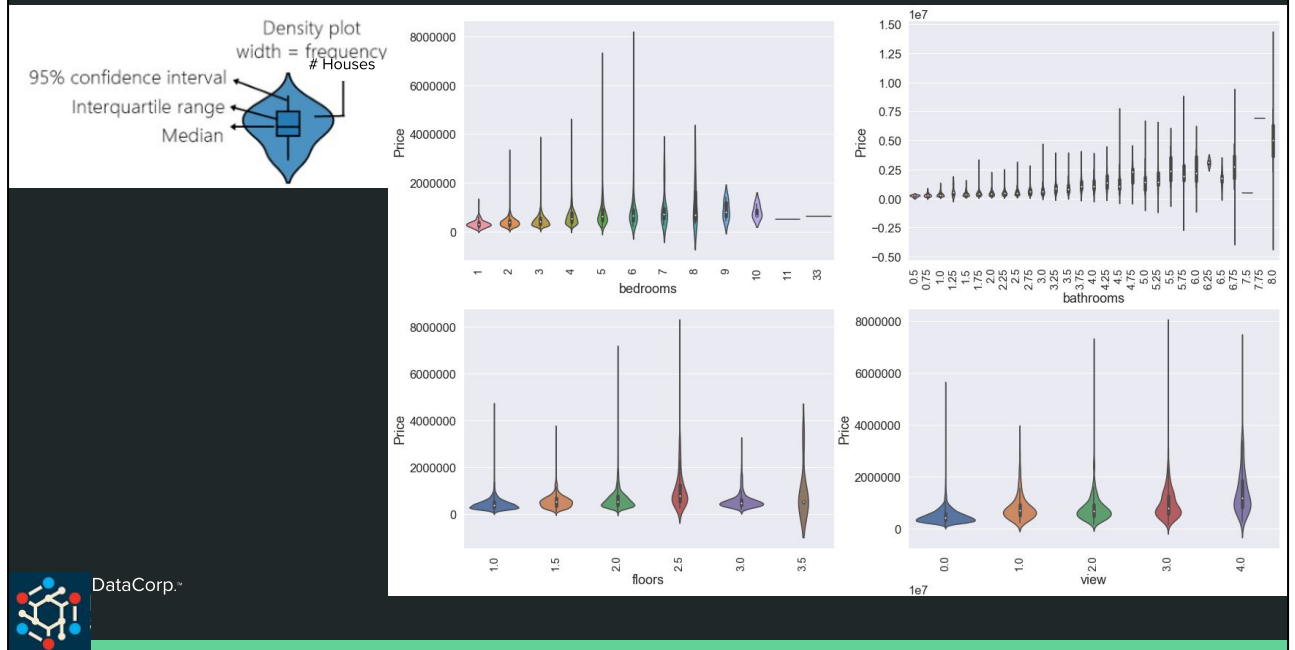 Density plot
width = frequency
# Houses
95% confidence interval
Interquartile range
Median
8000000
6000000
4000000
2000000
0
Price
1 2 3 4 5 6 7 8 9 10 11 33
bedrooms
1e7
1.50
1.25
1.00
0.75
0.50
0.25
0.00
−0.25
−0.50
Price
0.5 0.75 1.0 1.25 1.5 1.75 2.0 2.25 2.5 2.75 3.0 3.25 3.5 3.75 4.0 4.25 4.5 4.75 5.0 5.25 5.5 5.75 6.0 6.25 6.5 6.75 7.5 7.75 8.0
bathrooms
8000000
6000000
4000000
2000000
0
Price
1.0 1.5 2.0 2.5 3.0 3.5
floors
8000000
6000000
4000000
2000000
0
Price
0.0 1.0 2.0 3.0 4.0
view
1e7
DataCorp.™